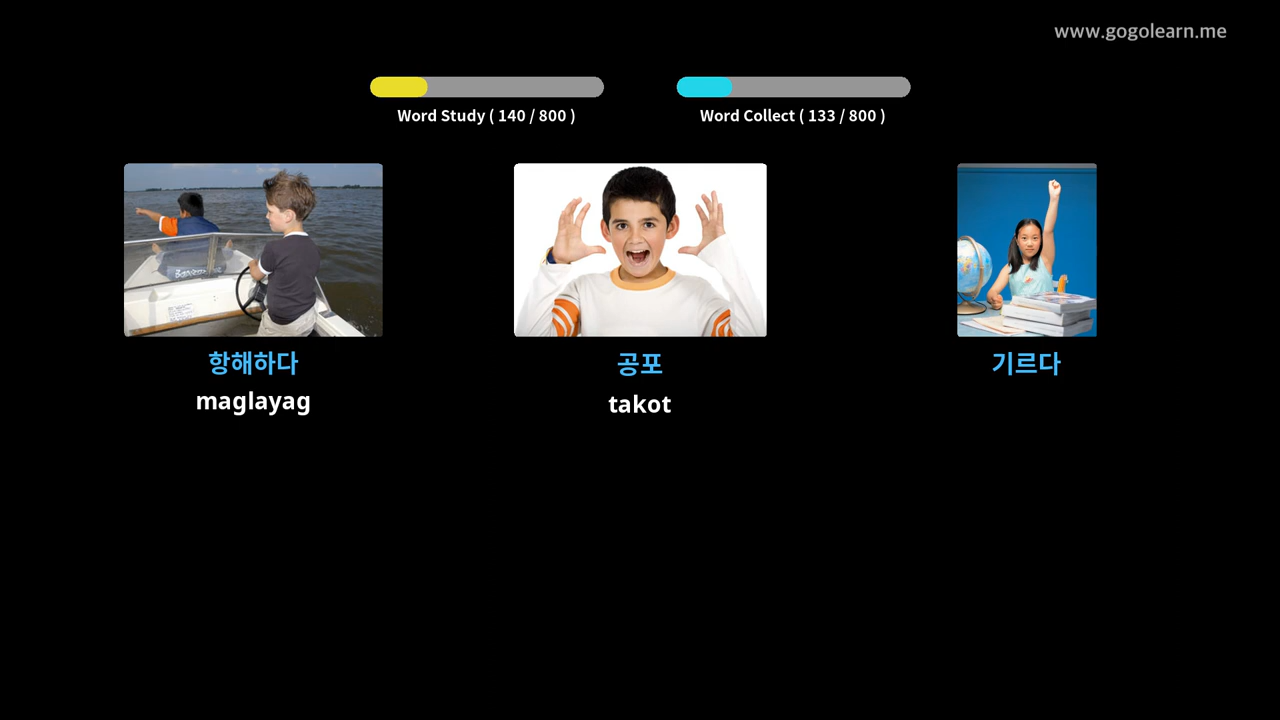 www.gogolearn.me
Word Study ( 140 / 800 )
Word Collect ( 133 / 800 )
항해하다
maglayag
공포
takot
기르다